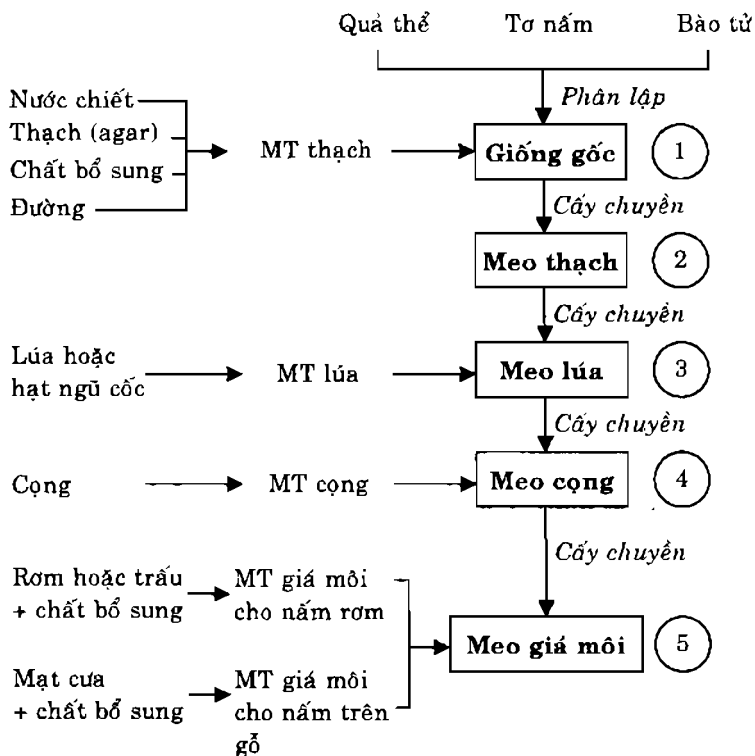 Quả thể Tơ nấm Bào tử
Phân lập
Nước chiết
Thạch (agar)
Chất bổ sung
Đường
MT thạch
Giống gốc
1
Cấy chuyền
Meo thạch
2
Cấy chuyền
Lúa hoặc
hạt ngũ cốc
MT lúa
Meo lúa
3
Cấy chuyền
Cọng
MT cọng
Meo cọng
4
Cấy chuyền
Rơm hoặc trấu
+ chất bổ sung
MT giá môi
cho nấm rơm
Meo giá môi
5
Mạt cưa
+ chất bổ sung
MT giá môi
cho nấm trên
gỗ